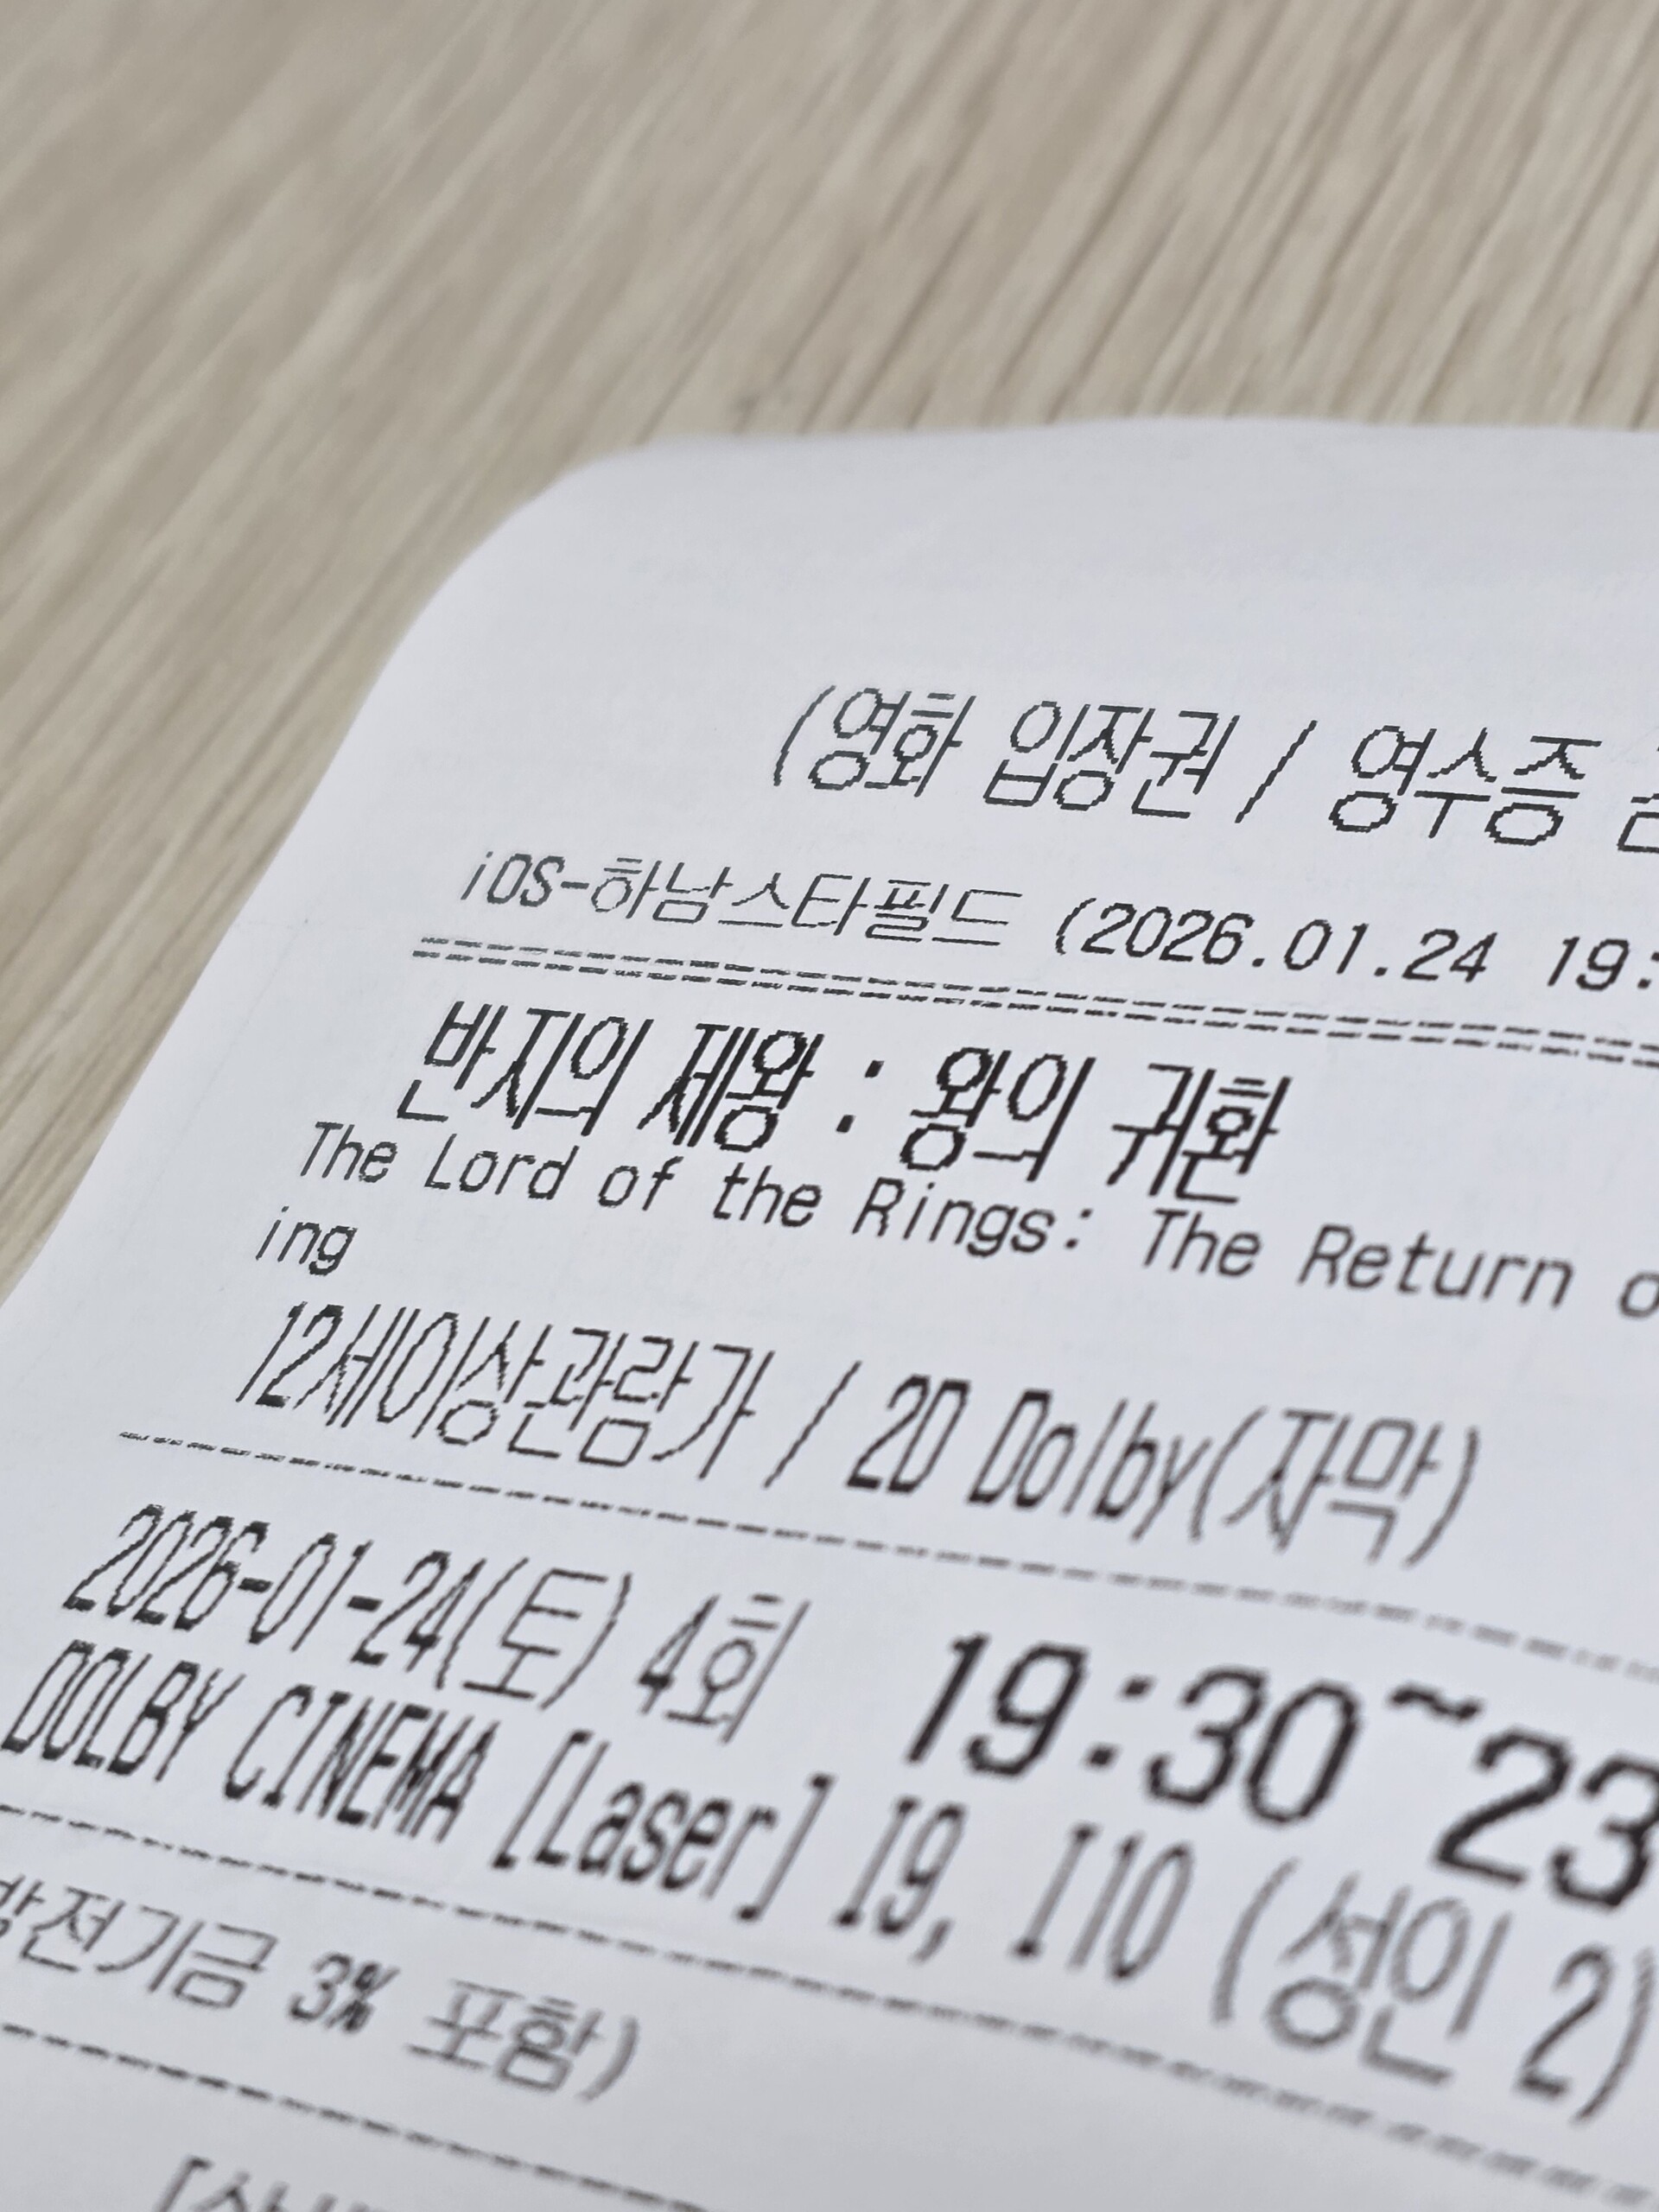 (영화 입장권 / 영수증
iOS-하남스타필드 (2026.01.24 19:
반지의 제왕 : 왕의 귀환
The Lord of the Rings: The Return o
ing
12세이상관람가 / 2D Dolby(자막)
2026-01-24(토) 4회 19:30~23
DOLBY CINEMA [Laser] I9, I10 (성인 2)
발전기금 3% 포함)